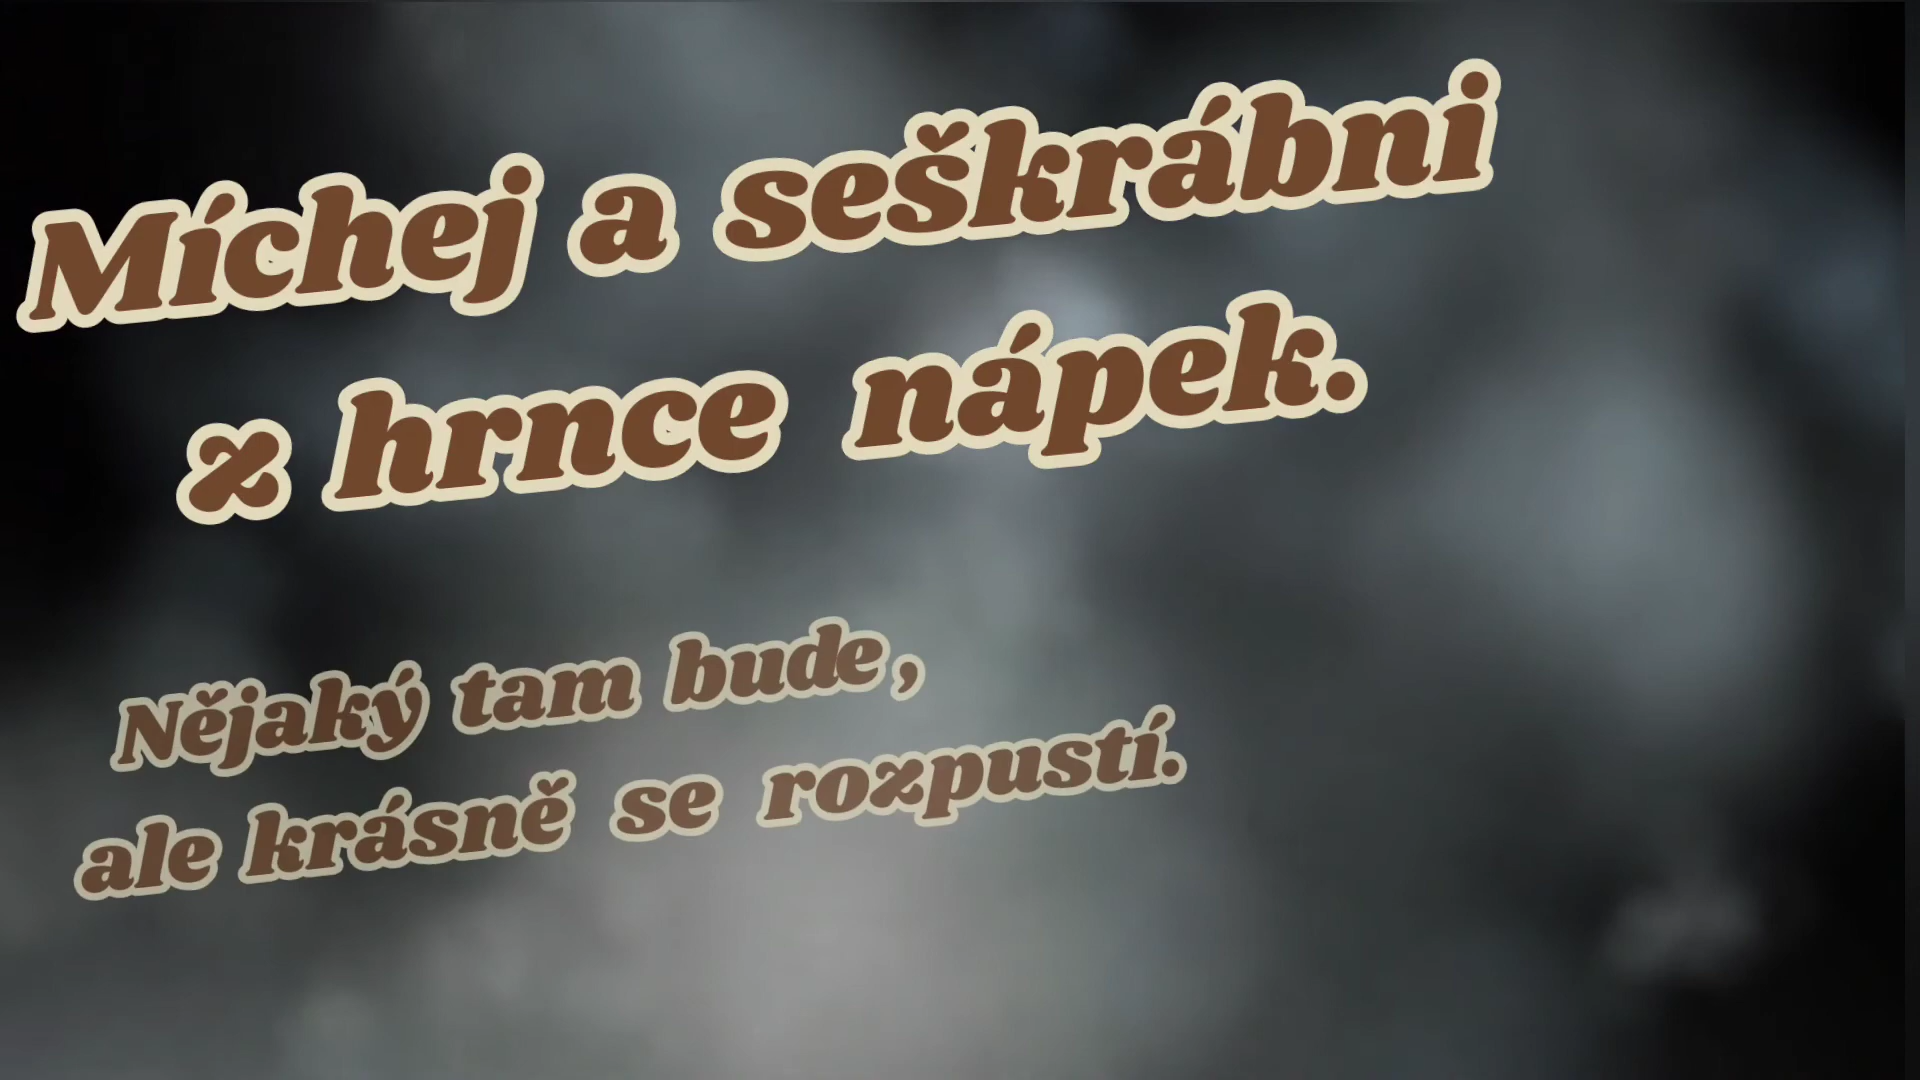 Míchej a seškrábni
z hrnce nápek.
Nějaký tam bude,
ale krásně se rozpustí.